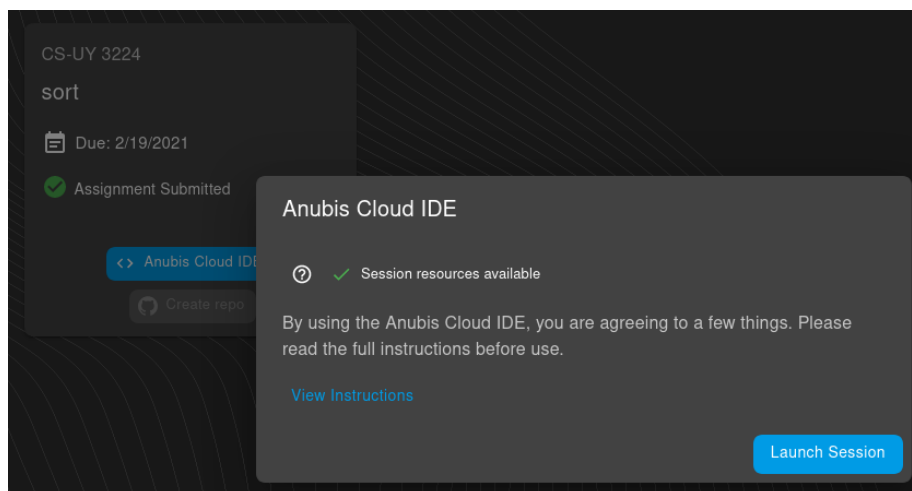 CS-UY 3224
sort
Due: 2/19/2021
Assignment Submitted
<> Anubis Cloud IDE
Create repo
Anubis Cloud IDE
Session resources available
By using the Anubis Cloud IDE, you are agreeing to a few things. Please
read the full instructions before use.
View Instructions
Launch Session